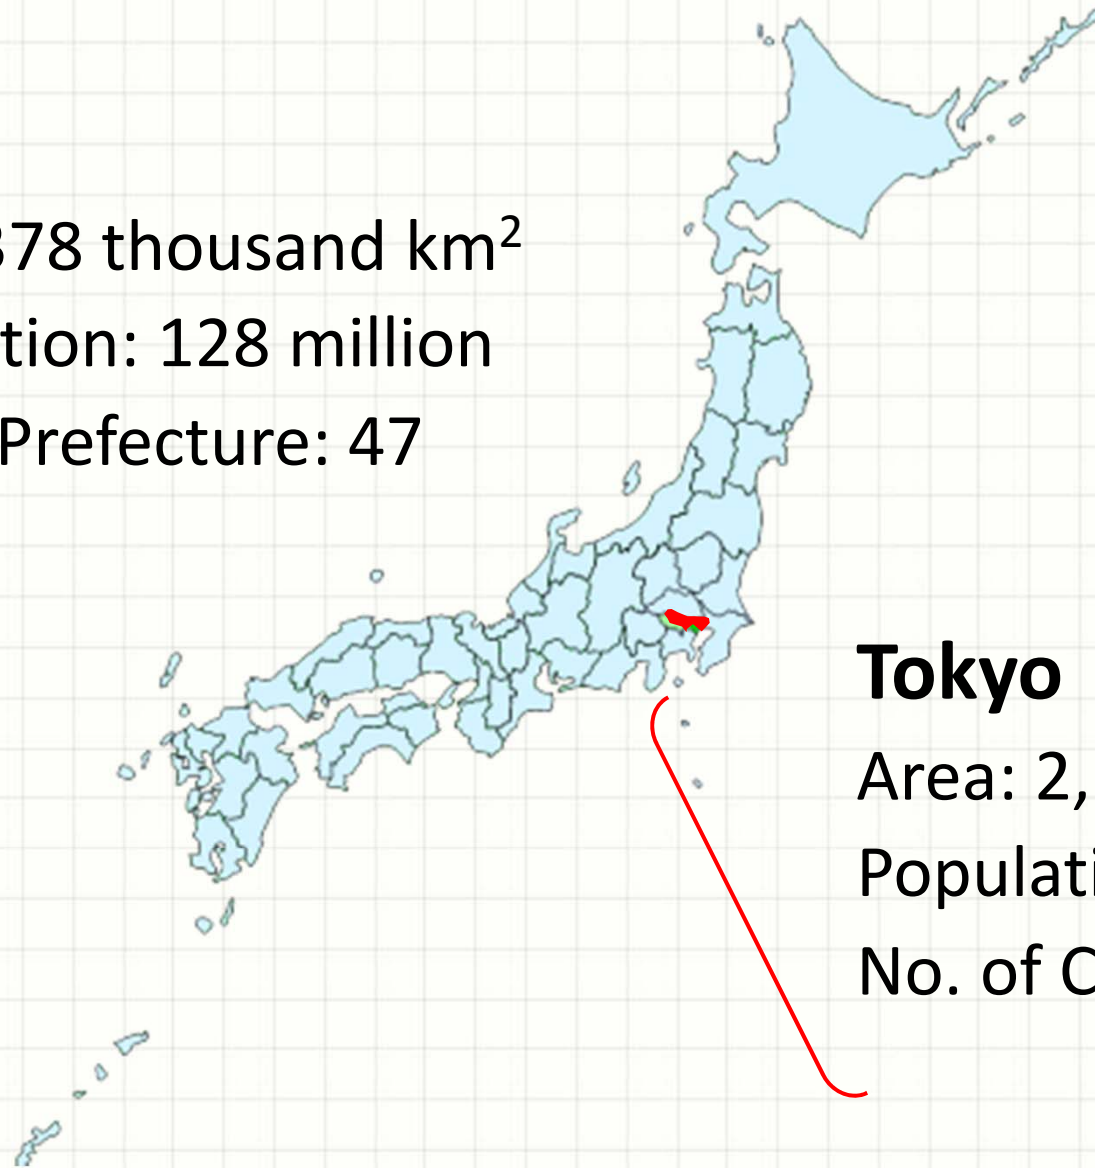 378 thousand km²
tion: 128 million
Prefecture: 47
Tokyo
Area: 2,
Populati
No. of C